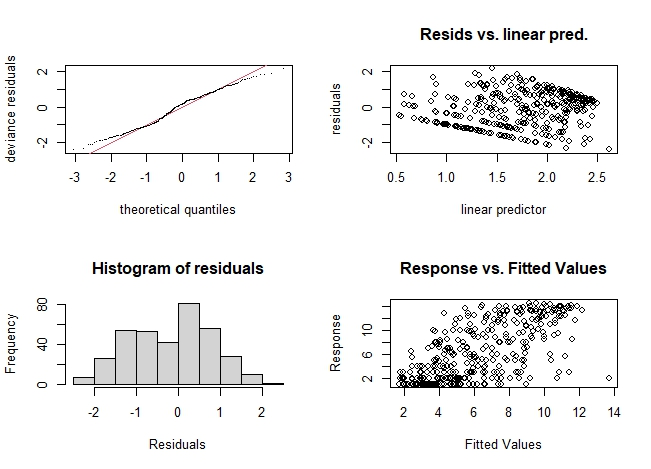 deviance residuals
2
0
-2
-3 -2 -1 0 1 2 3
theoretical quantiles
Resids vs. linear pred.
residuals
2
0
-2
0.5 1.0 1.5 2.0 2.5
linear predictor
Histogram of residuals
Frequency
80
40
0
-2 -1 0 1 2
Residuals
Response vs. Fitted Values
Response
10
6
2
2 4 6 8 10 12 14
Fitted Values